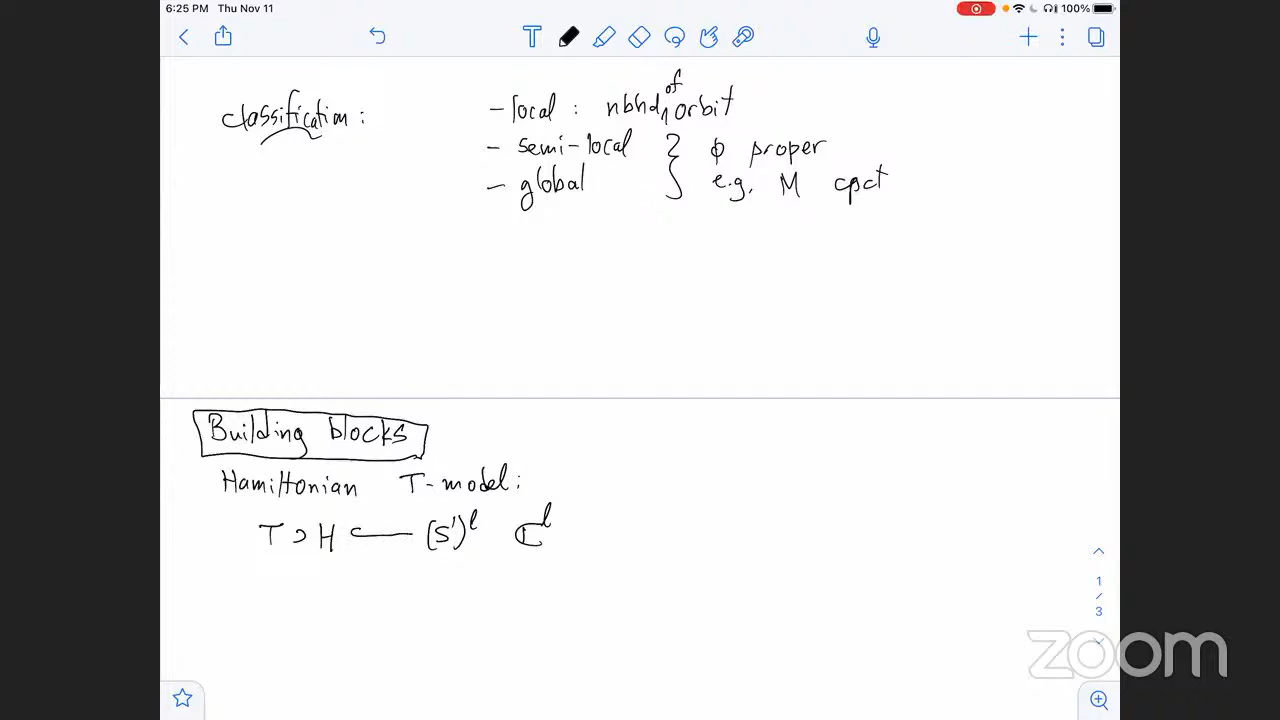 6:25 PM Thu Nov 11
100%
Classification:
- local : nbhd of orbit
- semi-local } ϕ proper
- global } e.g. M cpct
Building blocks
Hamiltonian T-model:
T ⊃ H ⊂— (S¹)^l ℂ^l
1
/
3
zoom